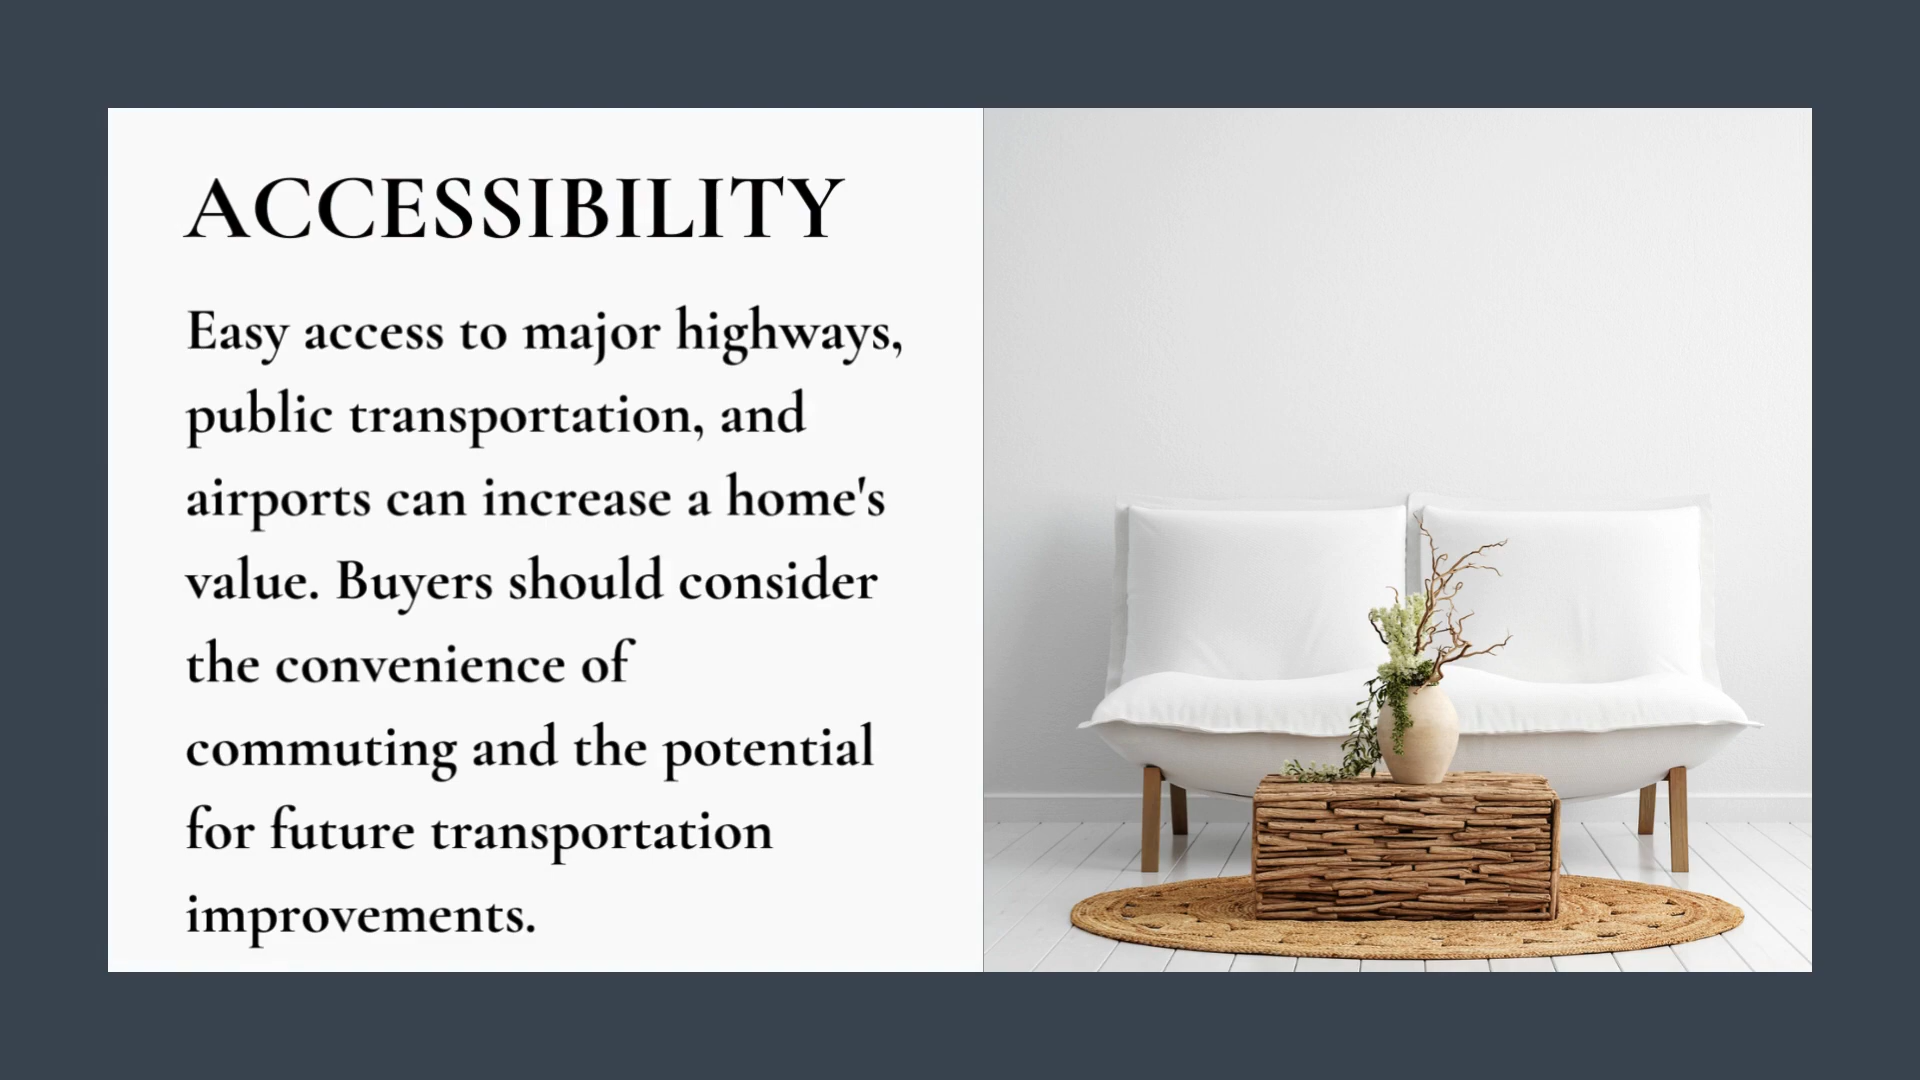 ACCESSIBILITY
Easy access to major highways,
public transportation, and
airports can increase a home's
value. Buyers should consider
the convenience of
commuting and the potential
for future transportation
improvements.